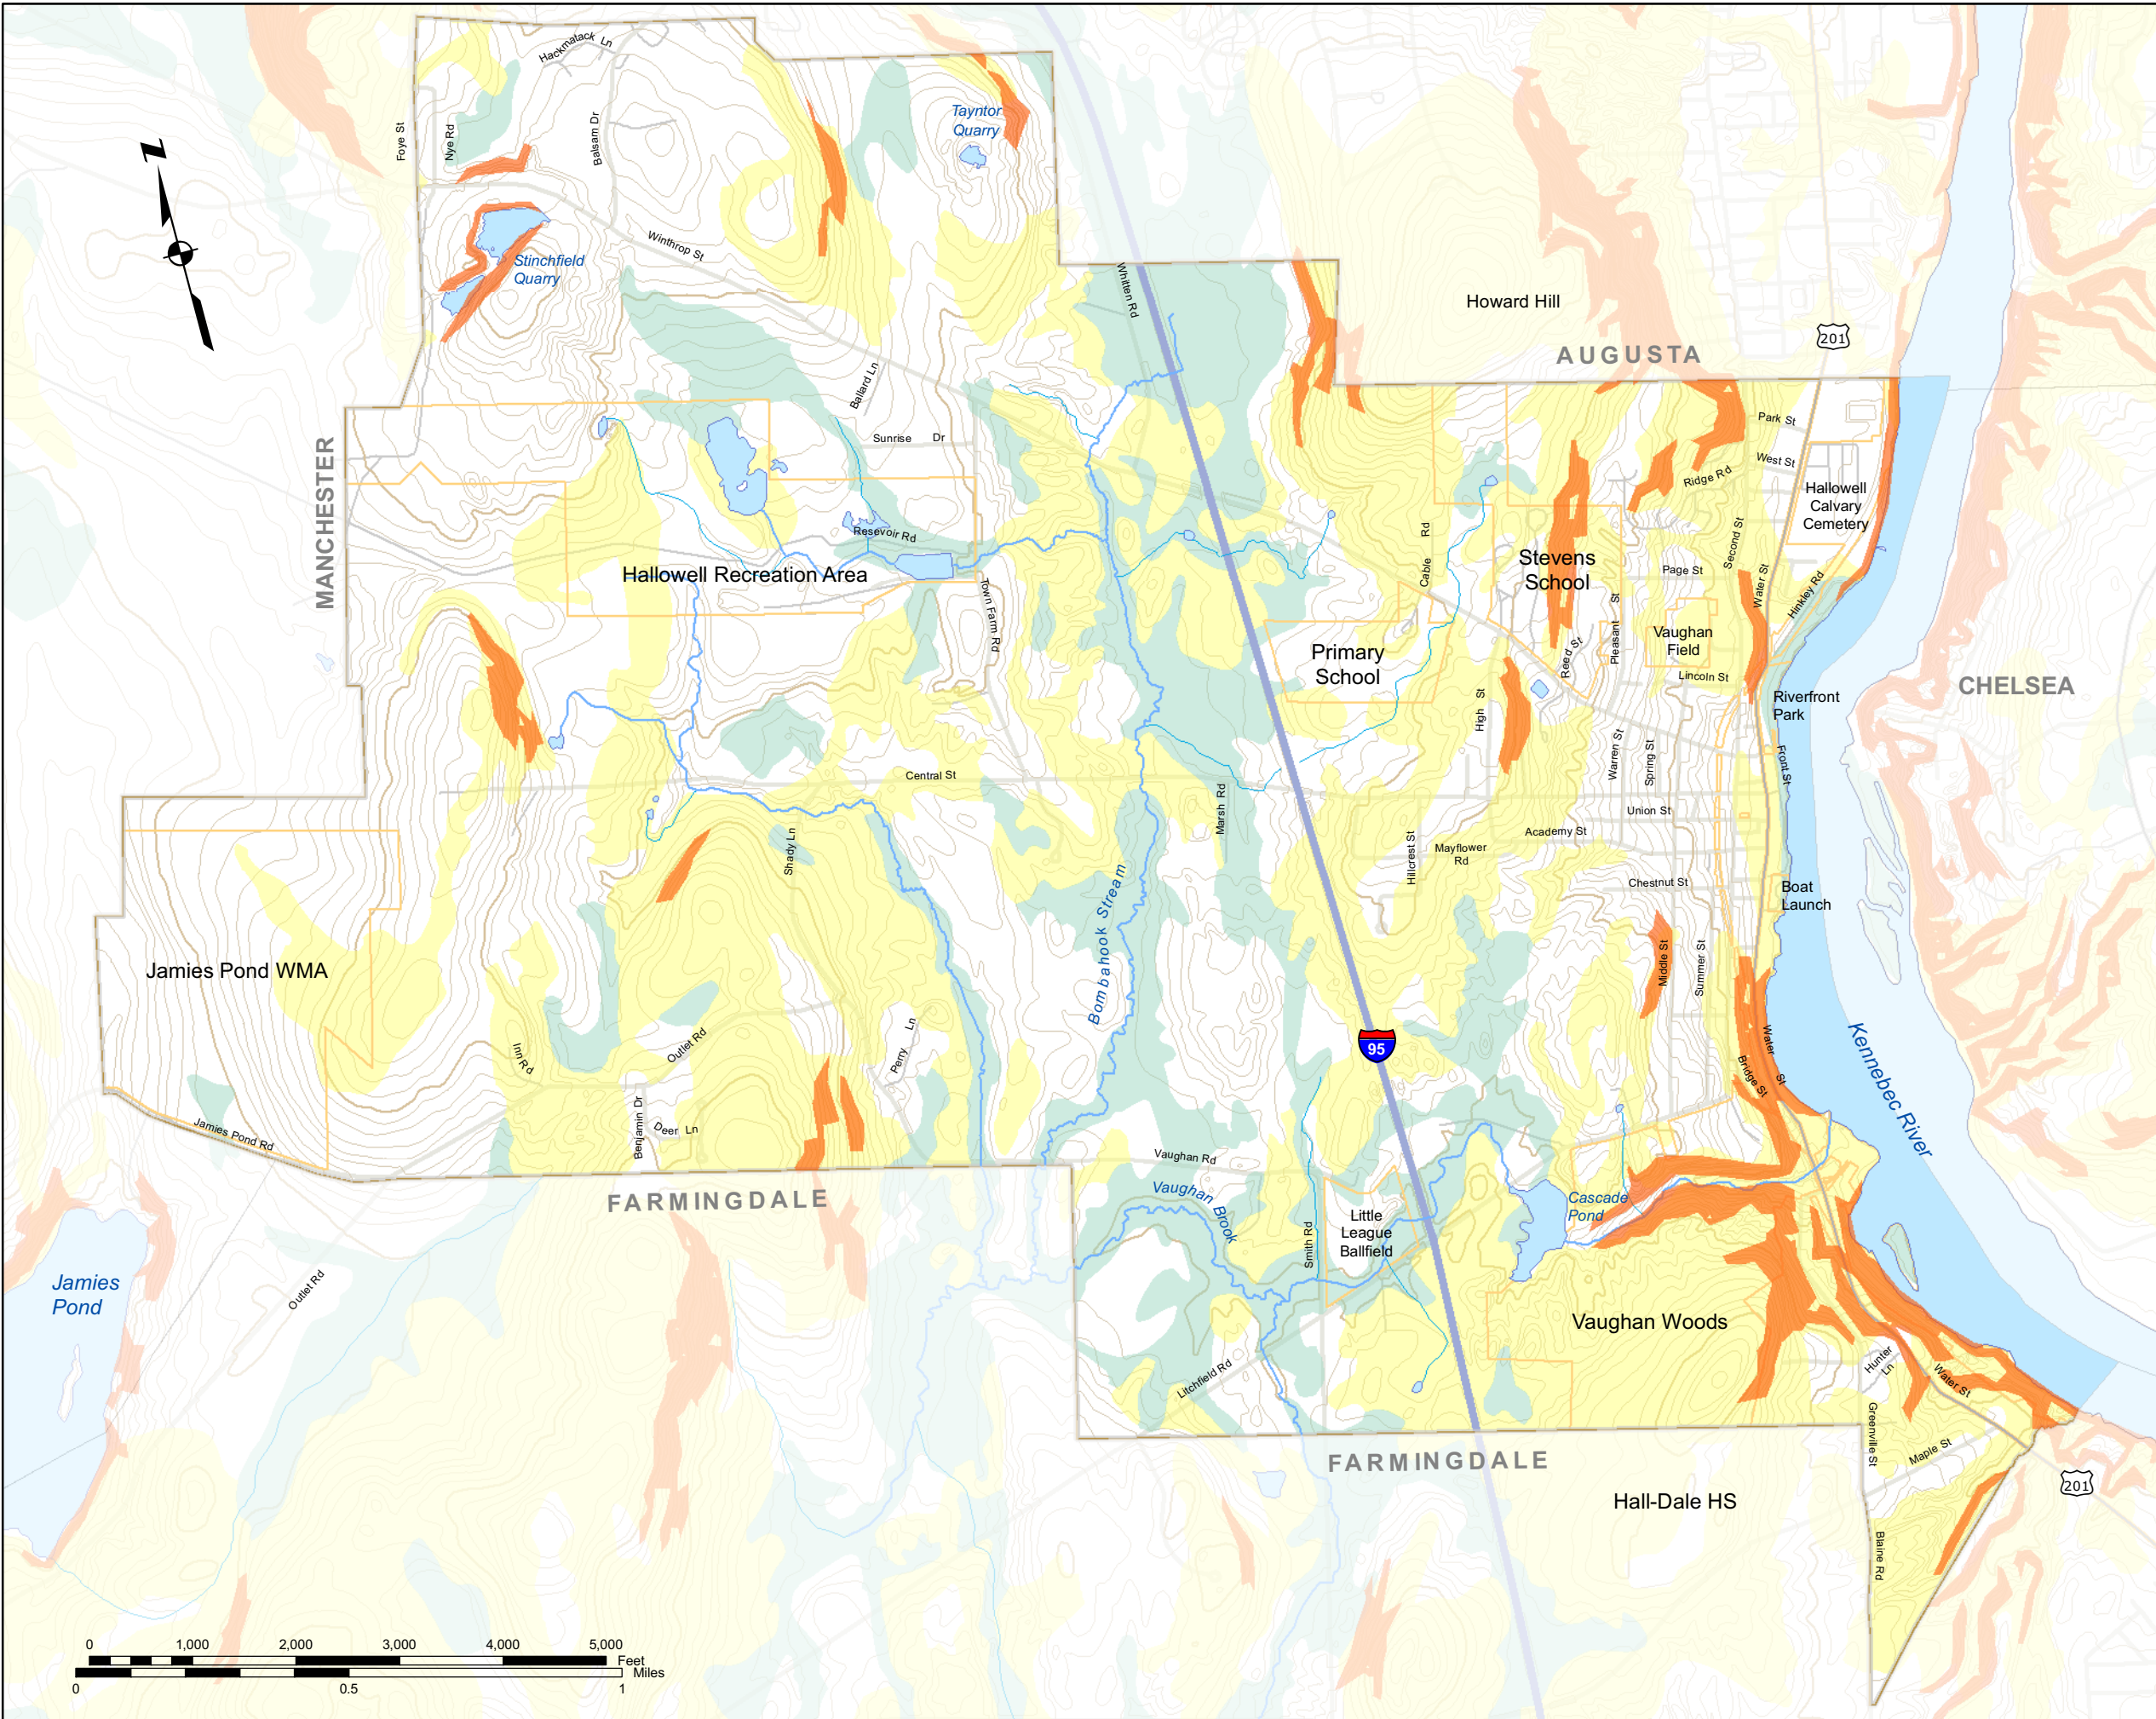 Hackmatack Ln
Foye St
Nye Rd
Balsam Dr
Tayntor
Quarry
N
Winthrop St
Stinchfield
Quarry
Whitten Rd
Howard Hill
AUGUSTA
201
Ballard Ln
Sunrise Dr
Park St
West St
Ridge Rd
Hallowell
Calvary
Cemetery
MANCHESTER
Resevoir Rd
Hallowell Recreation Area
Town Farm Rd
Cable Rd
Stevens
School
Second St
Page St
Water St
Hinkley Rd
Primary
School
Reed St
Pleasant St
Vaughan
Field
Lincoln St
High St
Riverfront
Park
CHELSEA
Warren St
Spring St
Front St
Central St
Marsh Rd
Union St
Academy St
Shady Ln
Hillcrest St
Mayflower
Rd
Chestnut St
Boat
Launch
Bombahook Stream
Jamies Pond WMA
Middle St
Summer St
Inn Rd
Outlet Rd
Perry Ln
95
Water St
Bridge St
Kennebec River
Jamies Pond Rd
Benjamin Dr
Deer Ln
Vaughan Rd
FARMINGDALE
Vaughan Brook
Cascade
Pond
Smith Rd
Little
League
Ballfield
Jamies
Pond
Outlet Rd
Vaughan Woods
Litchfield Rd
Hunter
Ln
Water St
Greenville St
Maple St
FARMINGDALE
Hall-Dale HS
201
Blaine Rd
0 1,000 2,000 3,000 4,000 5,000
Feet
Miles
0 0.5 1